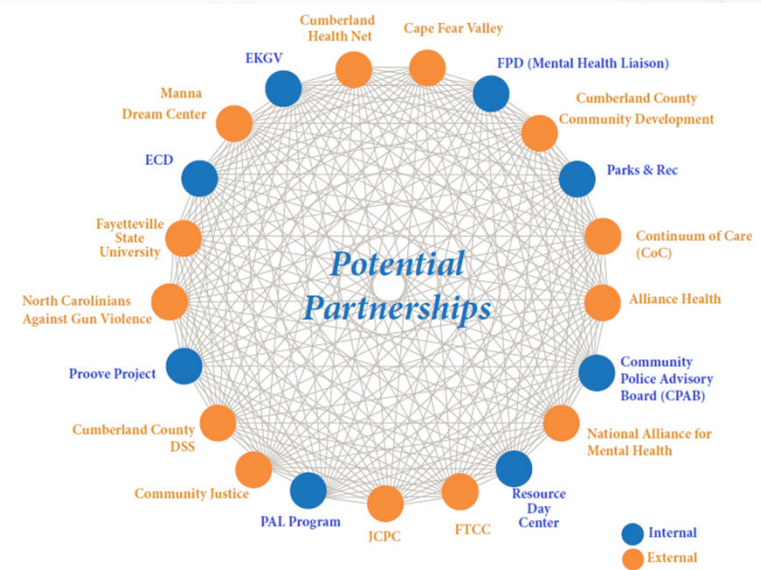 Cumberland
Health Net
Cape Fear Valley
EKGV
FPD (Mental Health Liaison)
Manna
Dream Center
Cumberland County
Community Development
ECD
Parks & Rec
Fayetteville
State
University
Continuum of Care
(CoC)
Potential
Partnerships
North Carolinians
Against Gun Violence
Alliance Health
Proove Project
Community
Police Advisory
Board (CPAB)
Cumberland County
DSS
National Alliance for
Mental Health
Community Justice
Resource
Day
Center
PAL Program
JCPC
FTCC
Internal
External